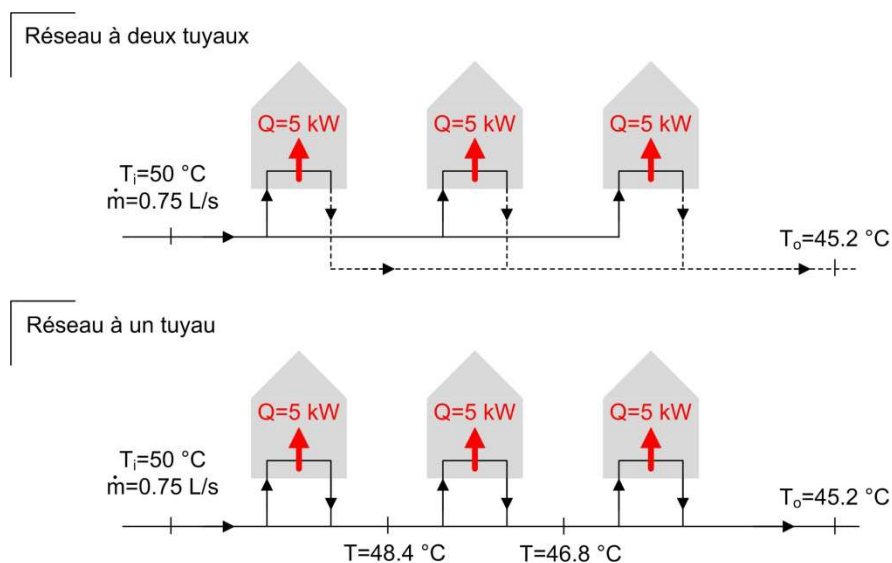 Réseau à deux tuyaux
Q=5 kW Q=5 kW Q=5 kW
Tᵢ=50 °C
ṁ=0.75 L/s
Tₒ=45.2 °C
Réseau à un tuyau
Q=5 kW Q=5 kW Q=5 kW
Tᵢ=50 °C
ṁ=0.75 L/s
Tₒ=45.2 °C
T=48.4 °C T=46.8 °C